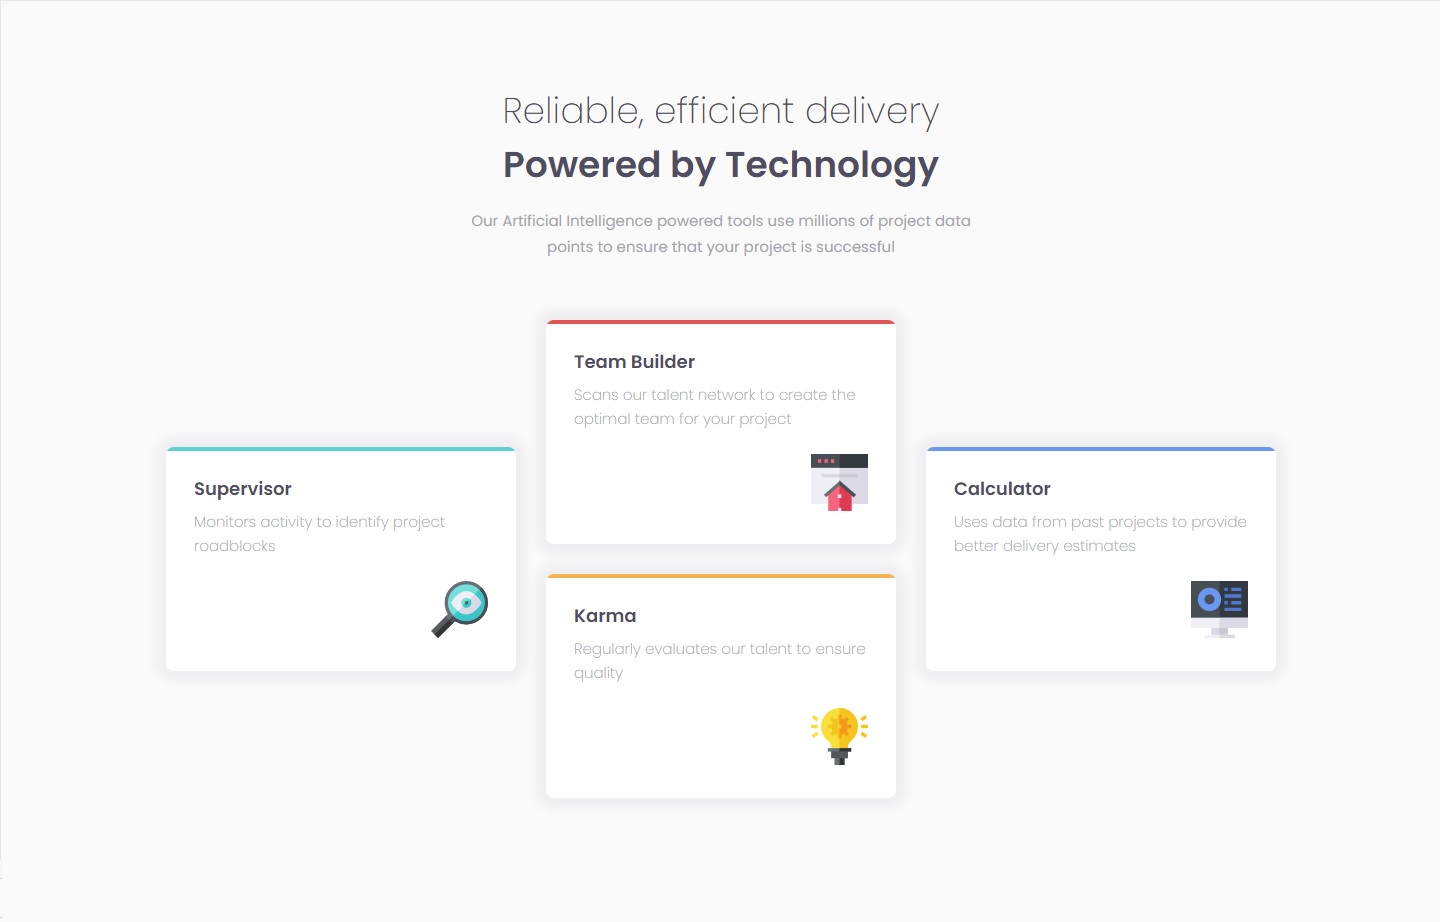 Reliable, efficient delivery
Powered by Technology
Our Artificial Intelligence powered tools use millions of project data
points to ensure that your project is successful
Supervisor
Monitors activity to identify project
roadblocks
Team Builder
Scans our talent network to create the
optimal team for your project
Karma
Regularly evaluates our talent to ensure
quality
Calculator
Uses data from past projects to provide
better delivery estimates